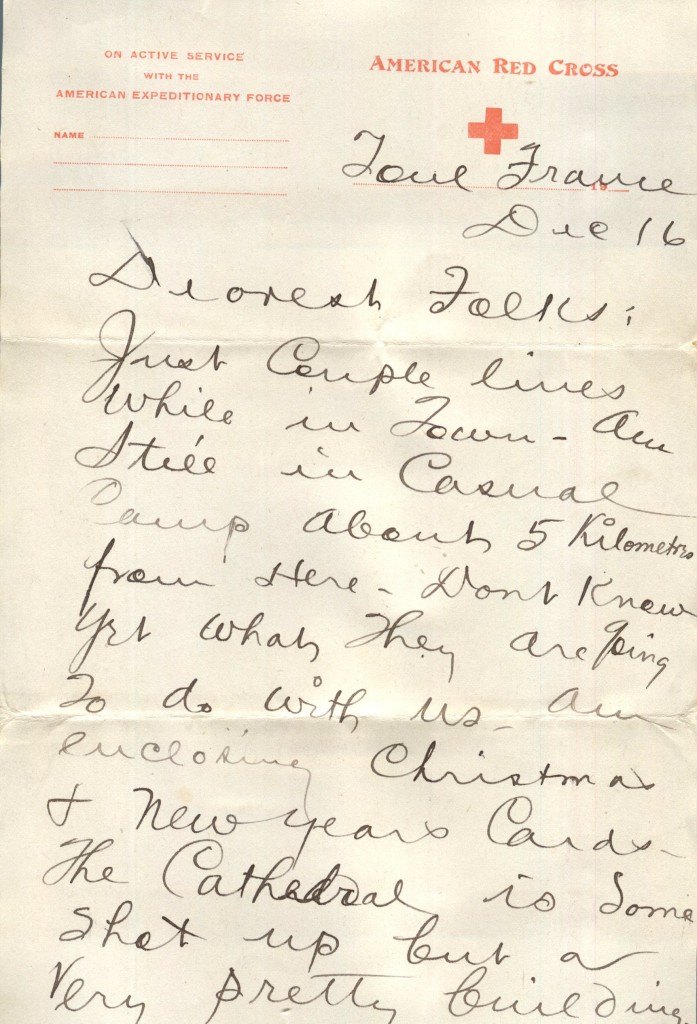 ON ACTIVE SERVICE
WITH THE
AMERICAN EXPEDITIONARY FORCE
NAME
AMERICAN RED CROSS
19
Toul France
Dec 16
Dearest Folks:
Just Couple lines
While in Town - Am
Still in Casual
Camp about 5 Kilometres
from Here - Dont Know
Yet what They Are going
To do with us - Am
enclosing Christmas
& New years Cards -
The Cathedral is Some
Shot up but a
Very pretty building